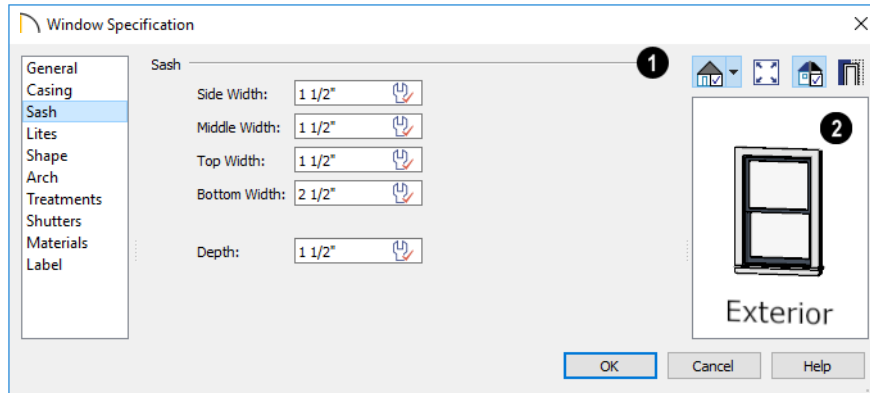 Window Specification
General
Casing
Sash
Lites
Shape
Arch
Treatments
Shutters
Materials
Label
Sash
Side Width: 1 1/2"
Middle Width: 1 1/2"
Top Width: 1 1/2"
Bottom Width: 2 1/2"
Depth: 1 1/2"
1
2
Exterior
OK Cancel Help